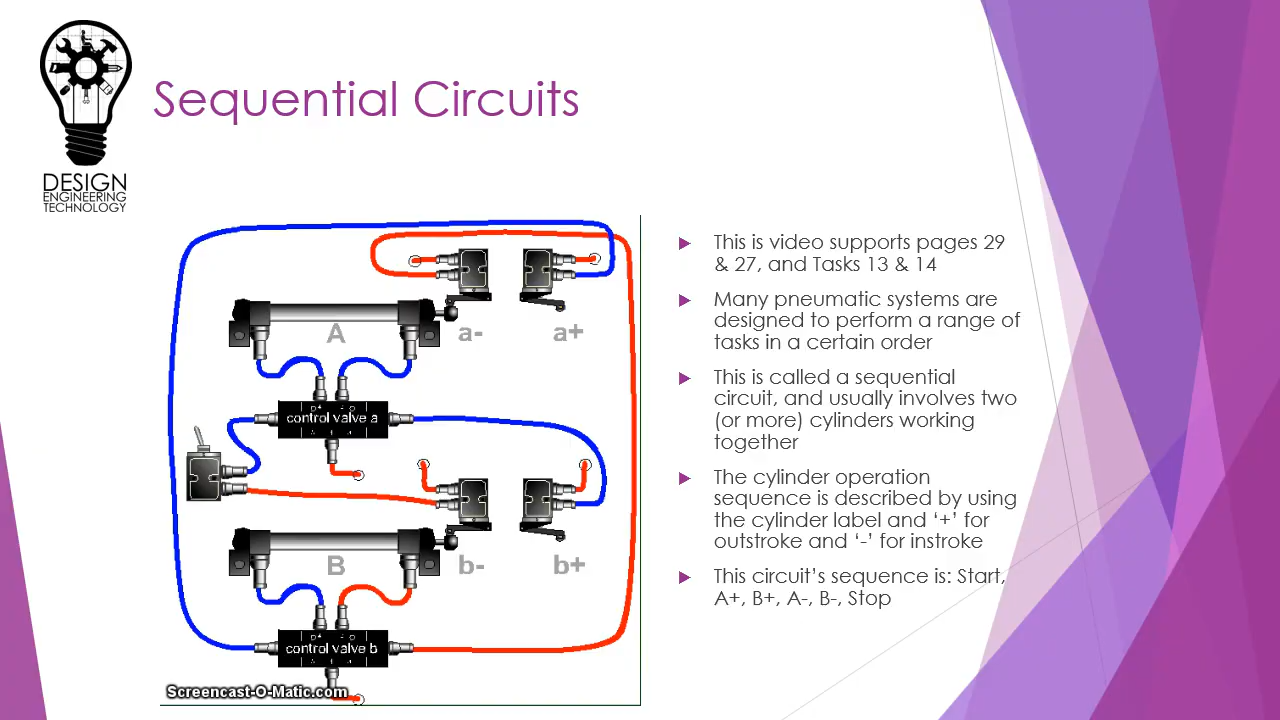 DESIGN
ENGINEERING
TECHNOLOGY
Sequential Circuits
A
a-
a+
control valve a
B
b-
b+
control valve b
Screencast-O-Matic.com
This is video supports pages 29
& 27, and Tasks 13 & 14
Many pneumatic systems are
designed to perform a range of
tasks in a certain order
This is called a sequential
circuit, and usually involves two
(or more) cylinders working
together
The cylinder operation
sequence is described by using
the cylinder label and ‘+’ for
outstroke and ‘-’ for instroke
This circuit’s sequence is: Start,
A+, B+, A-, B-, Stop